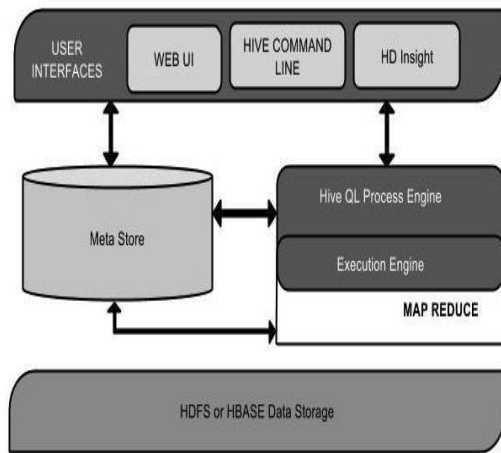 USER
INTERFACES
WEB UI
HIVE COMMAND
LINE
HD Insight
Meta Store
Hive QL Process Engine
Execution Engine
MAP REDUCE
HDFS or HBASE Data Storage